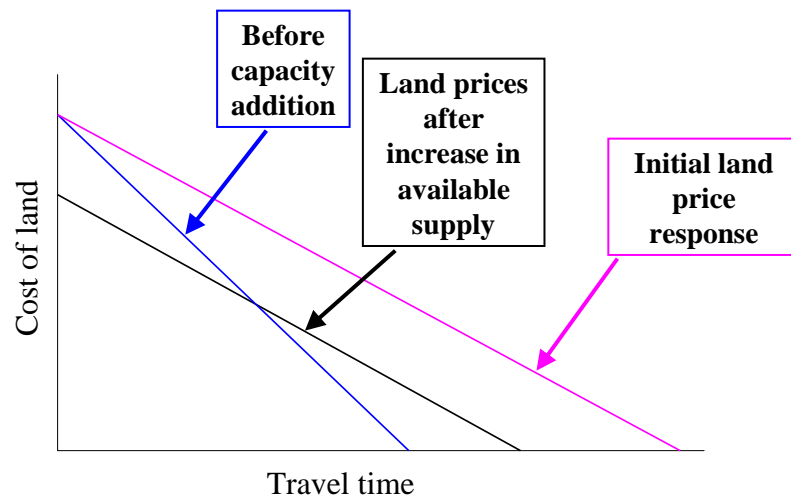 Before
capacity
addition
Land prices
after
increase in
available
supply
Initial land
price
response
Cost of land
Travel time